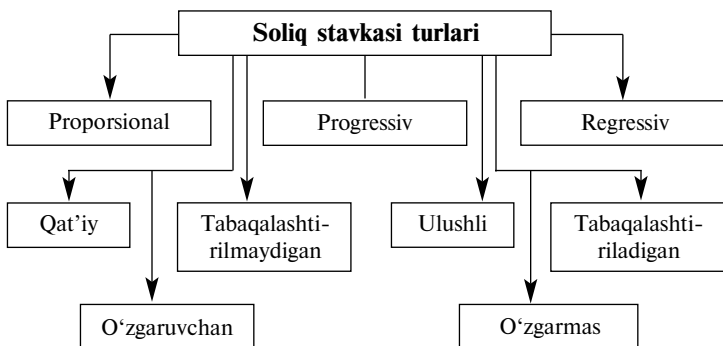 Soliq stavkasi turlari
Proporsional
Progressiv
Regressiv
Qat’iy
Tabaqalashti-
rilmaydigan
Ulushli
Tabaqalashti-
riladigan
O‘zgaruvchan
O‘zgarmas